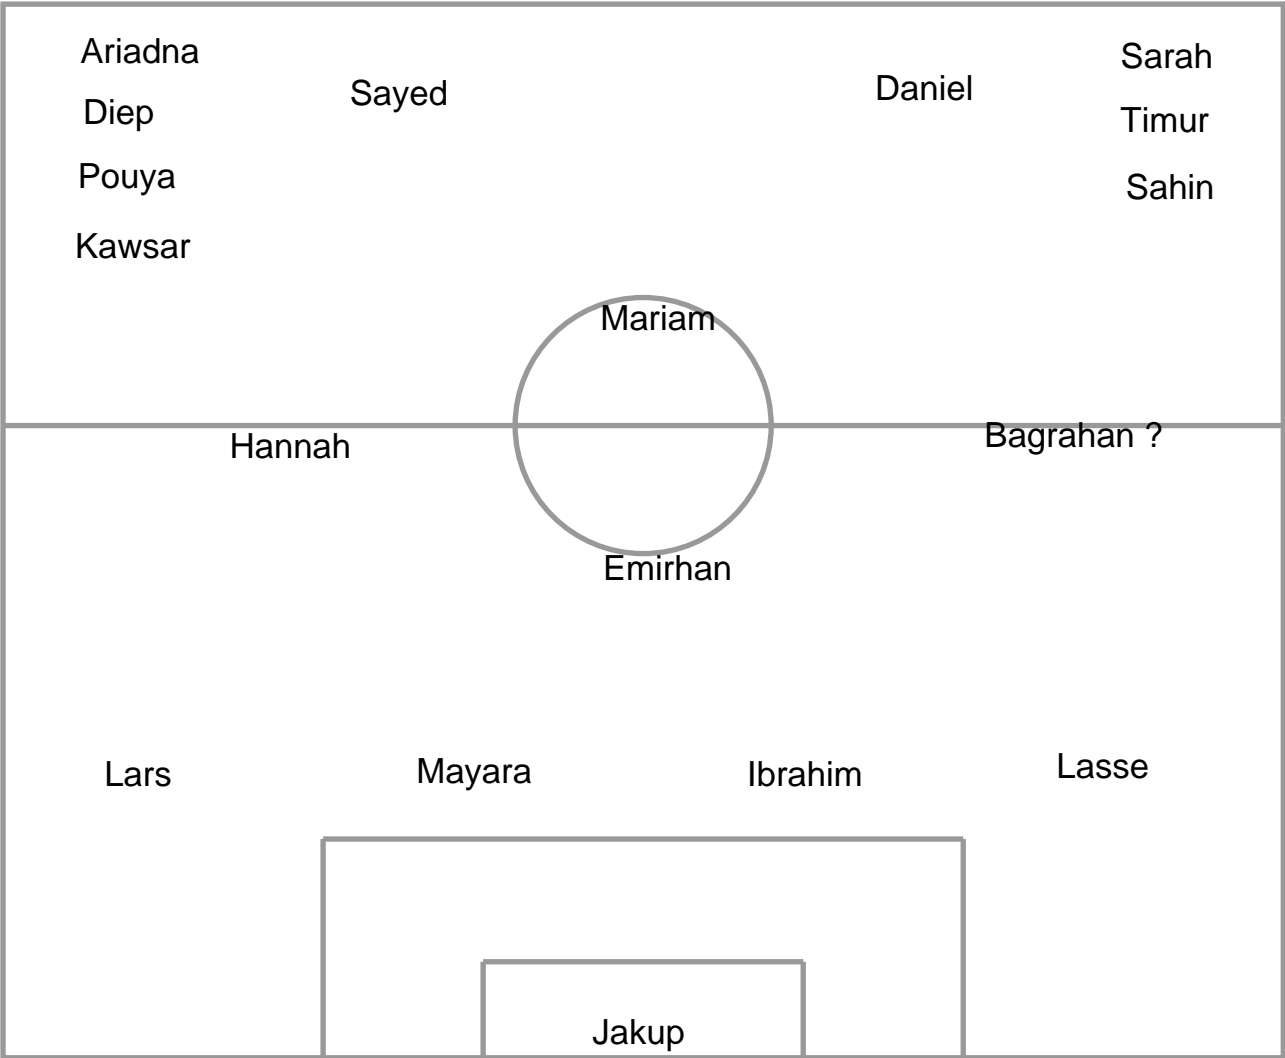 Ariadna
Sarah
Sayed
Daniel
Diep
Timur
Pouya
Sahin
Kawsar
Mariam
Hannah
Bagrahan ?
Emirhan
Lars
Mayara
Ibrahim
Lasse
Jakup